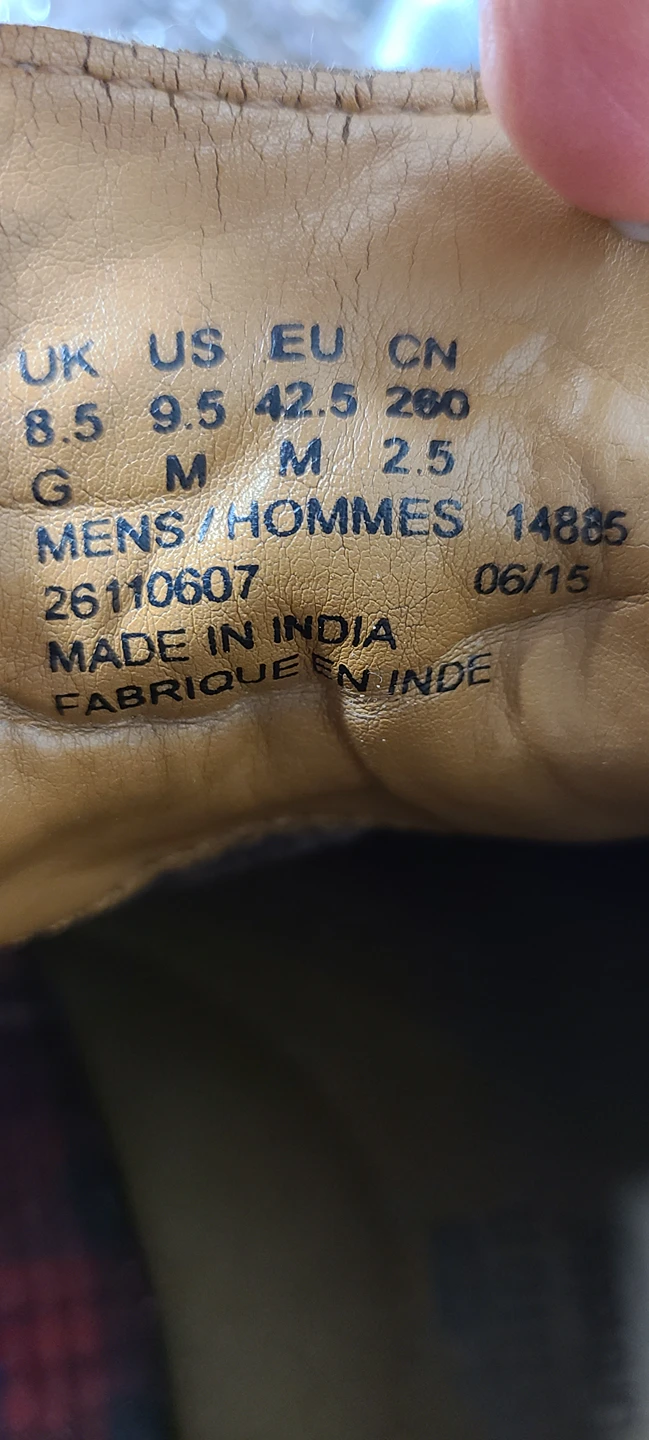 UK US EU CN
8.5 9.5 42.5 260
G M M 2.5
MENS/HOMMES 14885
26110607 06/15
MADE IN INDIA
FABRIQUE EN INDE